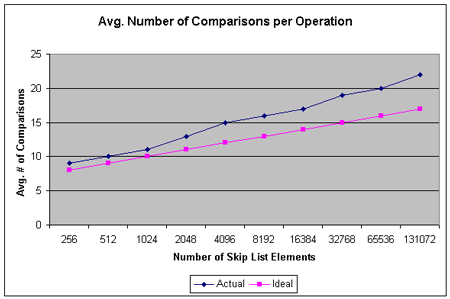 Avg. Number of Comparisons per Operation
Avg. # of Comparisons
25
20
15
10
5
0
256 512 1024 2048 4096 8192 16384 32768 65536 131072
Number of Skip List Elements
Actual Ideal